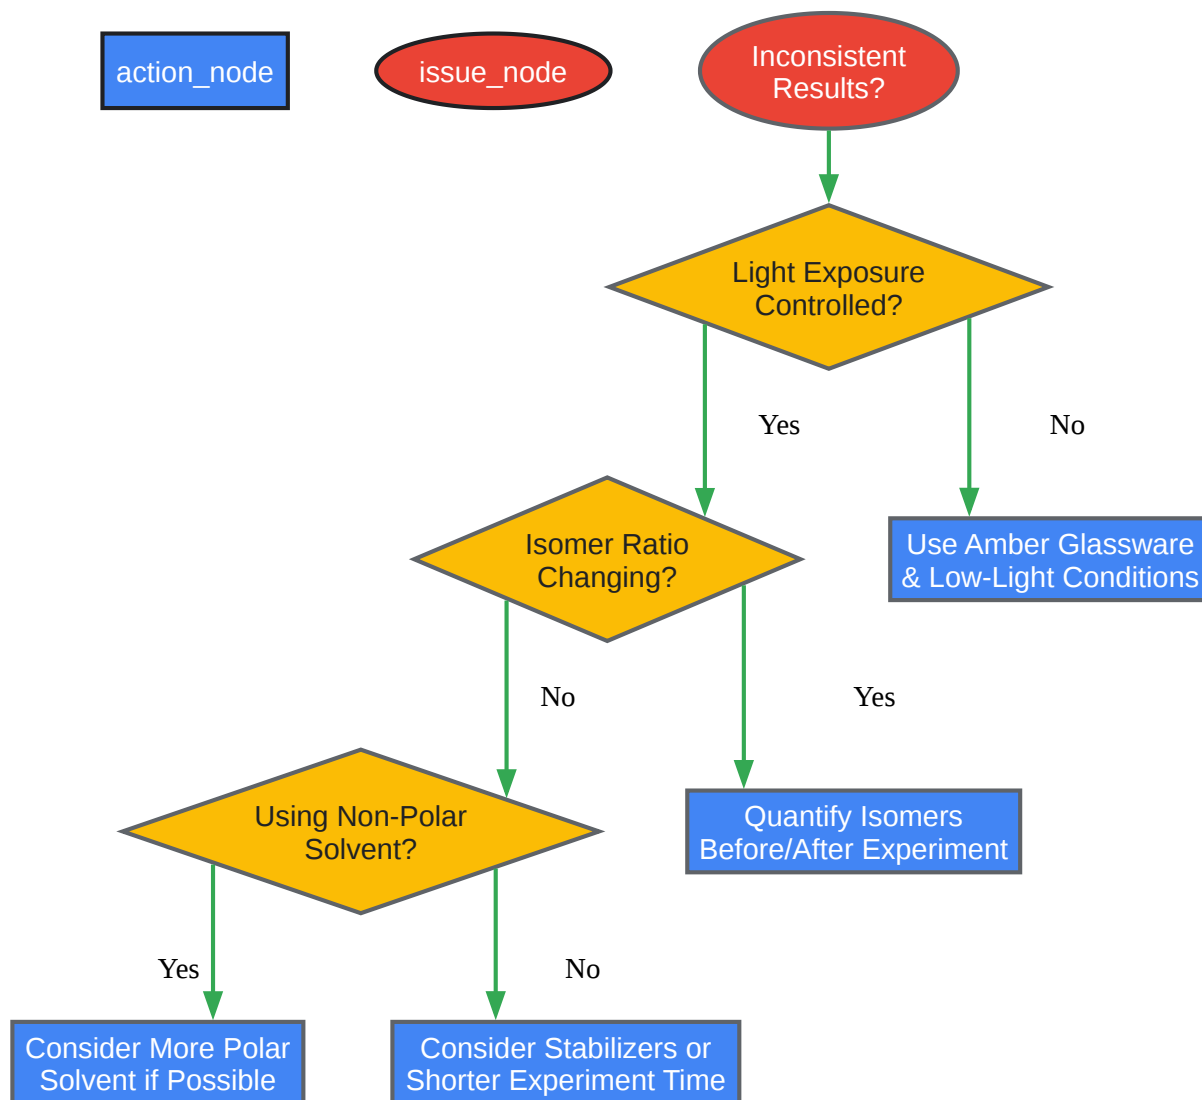 action_node
issue_node
Inconsistent
Results?
Light Exposure
Controlled?
Yes
No
Isomer Ratio
Changing?
Use Amber Glassware
& Low-Light Conditions
No
Yes
Using Non-Polar
Solvent?
Quantify Isomers
Before/After Experiment
Yes
No
Consider More Polar
Solvent if Possible
Consider Stabilizers or
Shorter Experiment Time